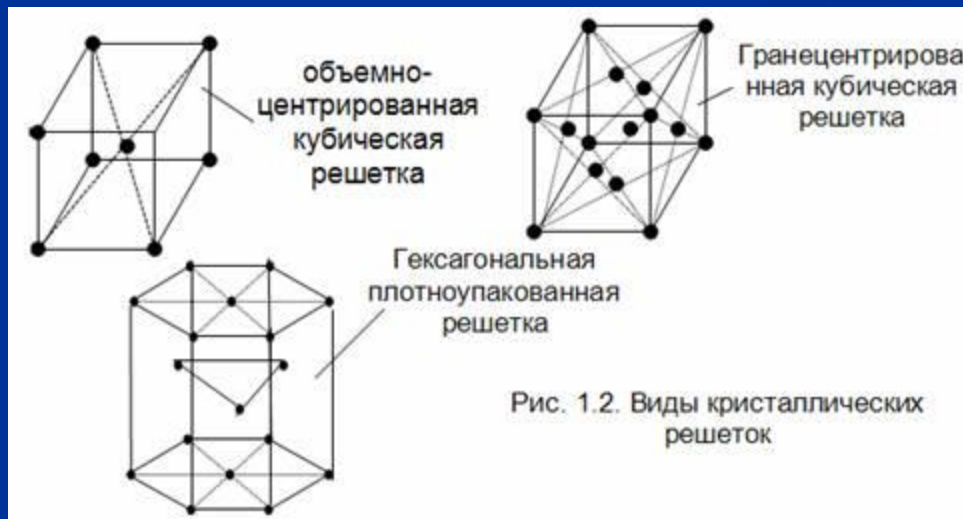 объемно-
центрированная
кубическая
решетка
Гранецентрирова
нная кубическая
решетка
Гексагональная
плотноупакованная
решетка
Рис. 1.2. Виды кристаллических
решеток